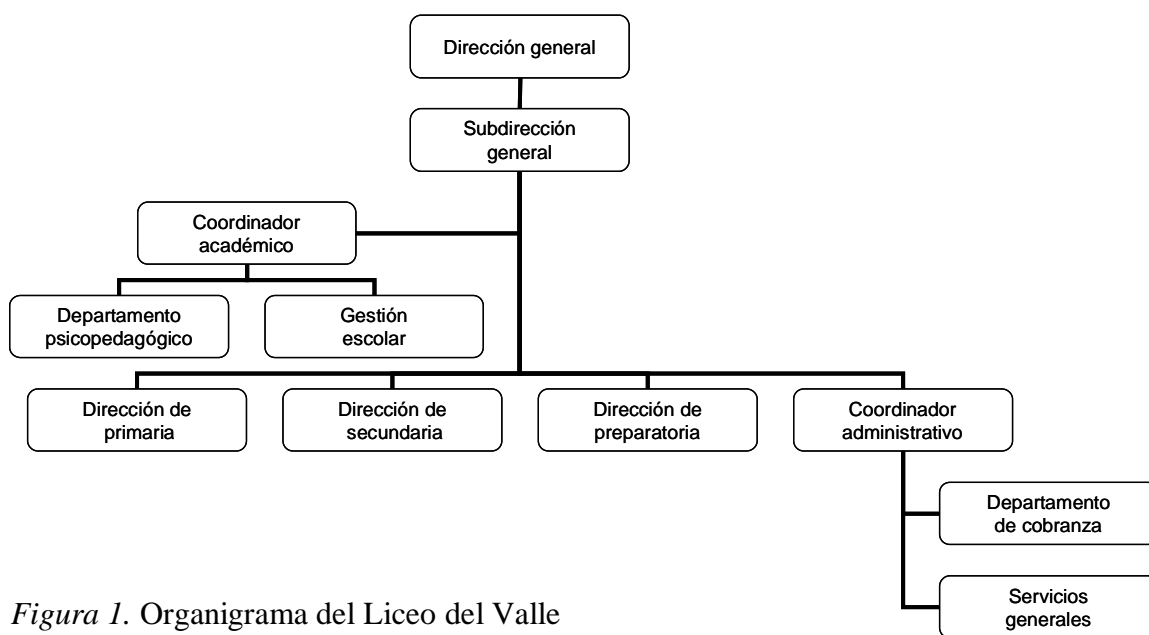 Dirección general
Subdirección
general
Coordinador
académico
Departamento
psicopedagógico
Gestión
escolar
Dirección de
primaria
Dirección de
secundaria
Dirección de
preparatoria
Coordinador
administrativo
Departamento
de cobranza
Servicios
generales
Figura 1. Organigrama del Liceo del Valle